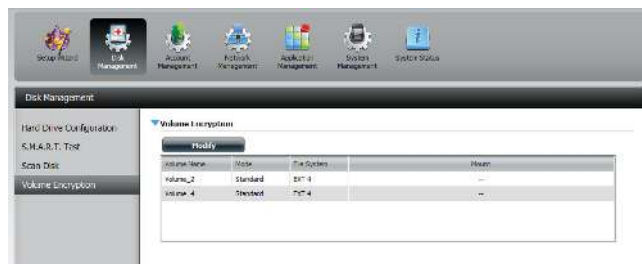 Setup Wizard
Disk Management
Account Management
Network Management
Application Management
System Management
System Status
Disk Management
Hard Drive Configuration
S.M.A.R.T. Test
Scan Disk
Volume Encryption
Volume Encryption
Modify
Volume Name Mode File System Mount
Volume_2 Standard EXT 4 --
Volume_4 Standard EXT 4 --